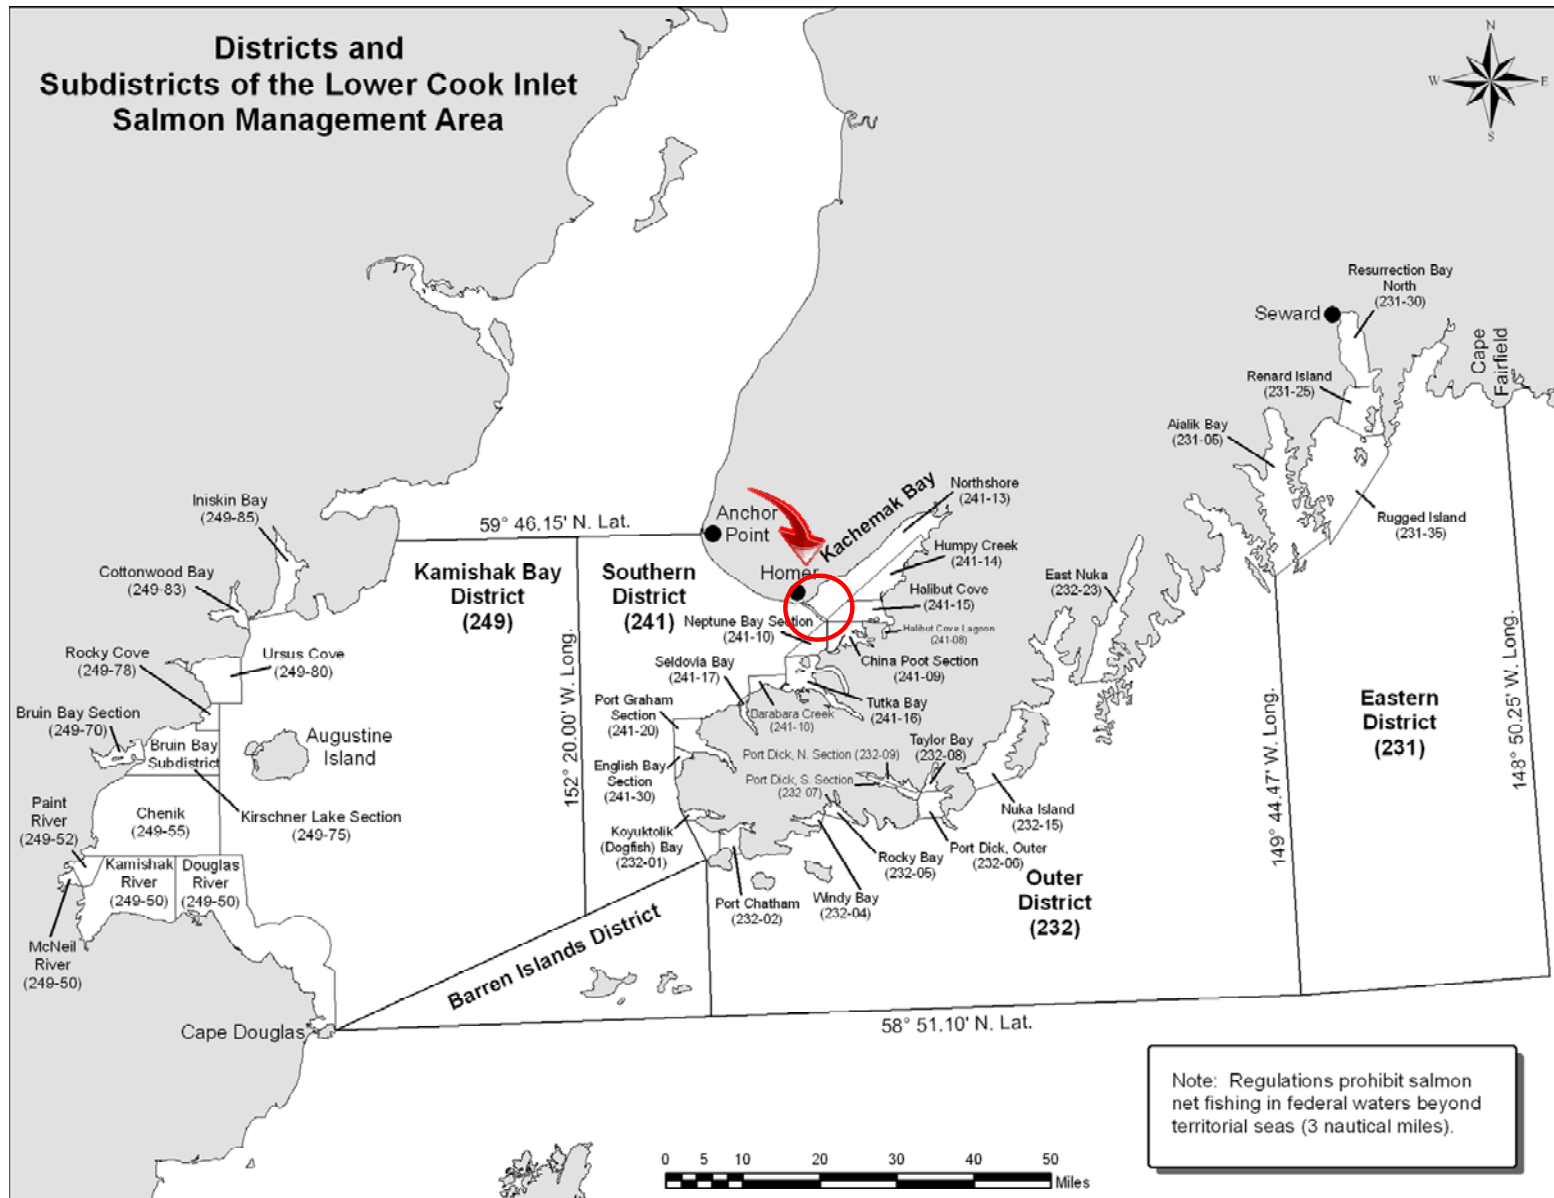 Districts and
Subdistricts of the Lower Cook Inlet
Salmon Management Area
N
W
E
S
Resurrection Bay
North
(231-30)
Seward
Cape
Fairfield
Renard Island
(231-25)
Aialik Bay
(231-05)
Rugged Island
(231-35)
Iniskin Bay
(249-85)
59° 46.15' N. Lat.
Anchor
Point
Kachemak Bay
Northshore
(241-13)
Humpy Creek
(241-14)
Homer
Halibut Cove
(241-15)
Halibut Cove Lagoon
(241-08)
East Nuka
(232-23)
Cottonwood Bay
(249-83)
Kamishak Bay
District
(249)
Southern
District
(241)
Neptune Bay Section
(241-10)
China Poot Section
(241-09)
Rocky Cove
(249-78)
Ursus Cove
(249-80)
Seldovia Bay
(241-17)
Tutka Bay
(241-16)
Barabara Creek
(241-10)
Port Graham
Section
(241-20)
Bruin Bay Section
(249-70)
Bruin Bay
Subdistrict
Augustine
Island
152° 20.00' W. Long.
English Bay
Section
(241-30)
Port Dick, N. Section (232-09)
Port Dick, S. Section
(232-07)
Taylor Bay
(232-08)
149° 44.47' W. Long.
Eastern
District
(231)
148° 50.25' W. Long.
Paint
River
(249-52)
Chenik
(249-55)
Kirschner Lake Section
(249-75)
Koyuktolik
(Dogfish) Bay
(232-01)
Nuka Island
(232-15)
Rocky Bay
(232-05)
Port Dick, Outer
(232-06)
Kamishak
River
(249-50)
Douglas
River
(249-50)
Port Chatham
(232-02)
Windy Bay
(232-04)
Outer
District
(232)
McNeil
River
(249-50)
Barren Islands District
Cape Douglas
58° 51.10' N. Lat.
Note: Regulations prohibit salmon
net fishing in federal waters beyond
territorial seas (3 nautical miles).
0 5 10 20 30 40 50
Miles